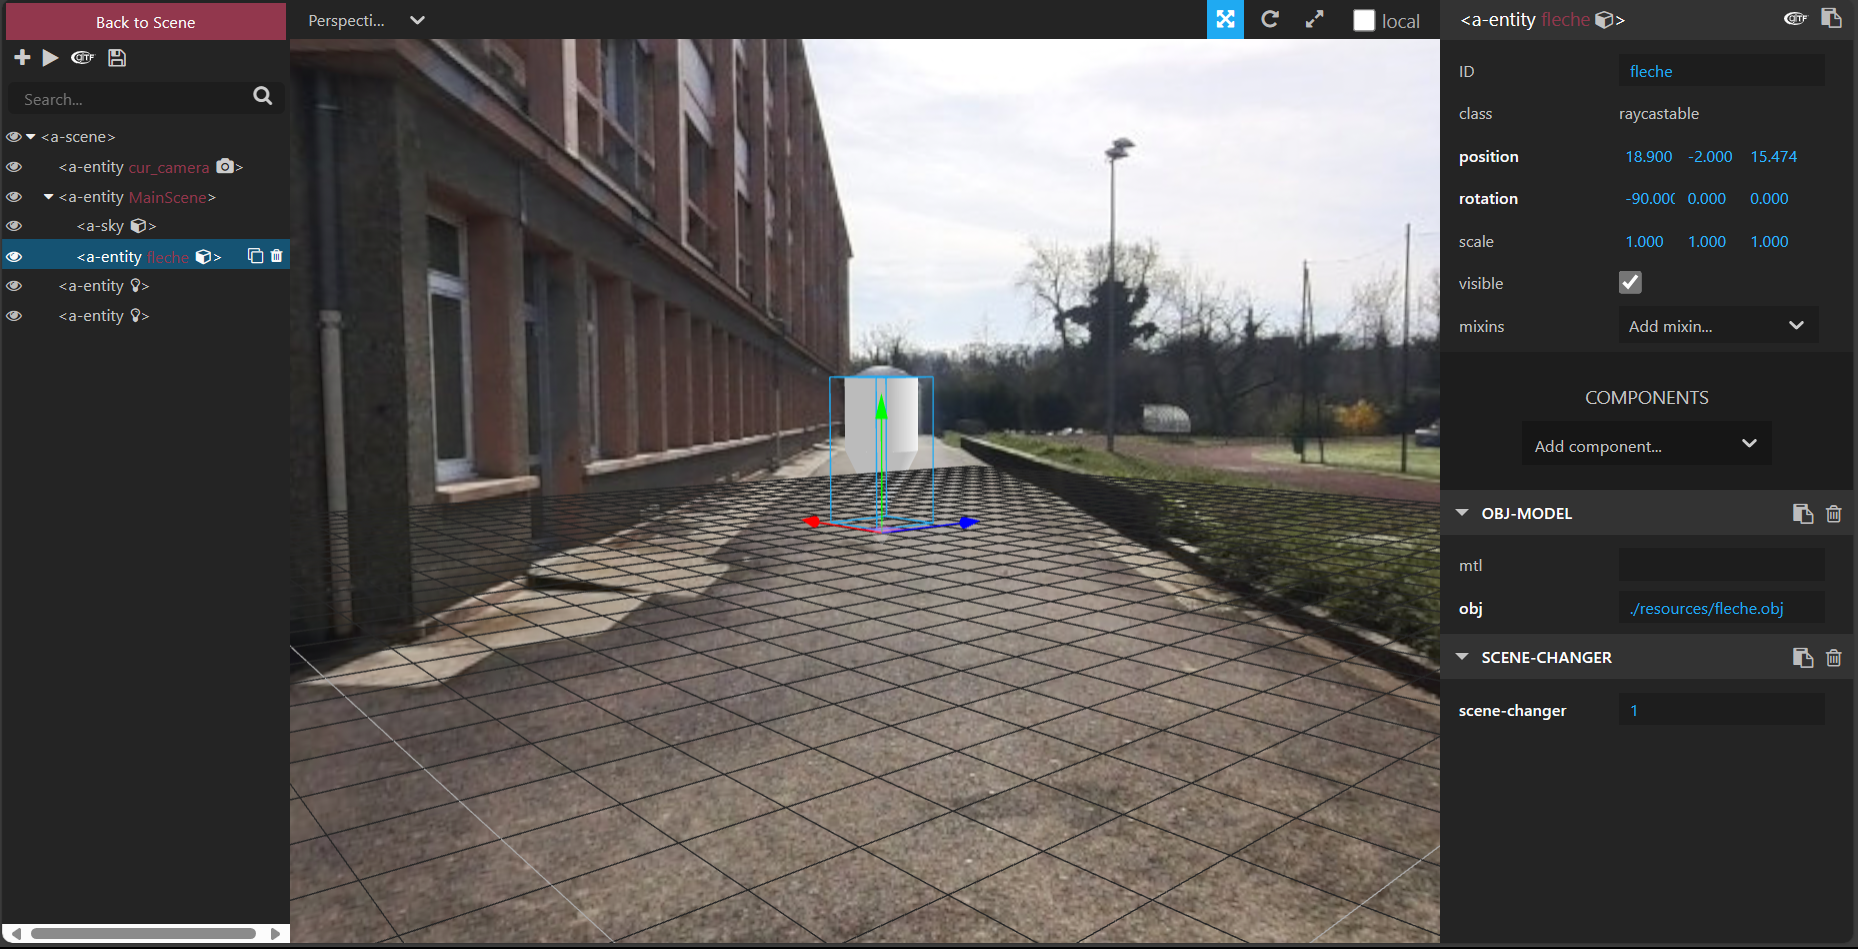 Back to Scene
Perspecti...
local
<a-entity fleche >
glTF
glTF
Search...
<a-scene>
<a-entity cur_camera >
<a-entity MainScene>
<a-sky >
<a-entity fleche >
<a-entity >
<a-entity >
ID fleche
class raycastable
position 18.900 -2.000 15.474
rotation -90.000 0.000 0.000
scale 1.000 1.000 1.000
visible
mixins Add mixin...
COMPONENTS
Add component...
OBJ-MODEL
mtl
obj ./resources/fleche.obj
SCENE-CHANGER
scene-changer 1